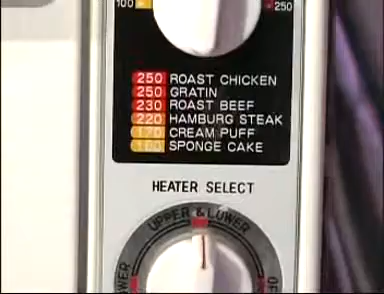 100
250
250 ROAST CHICKEN
250 GRATIN
230 ROAST BEEF
220 HAMBURG STEAK
170 CREAM PUFF
160 SPONGE CAKE
HEATER SELECT
UPPER & LOWER